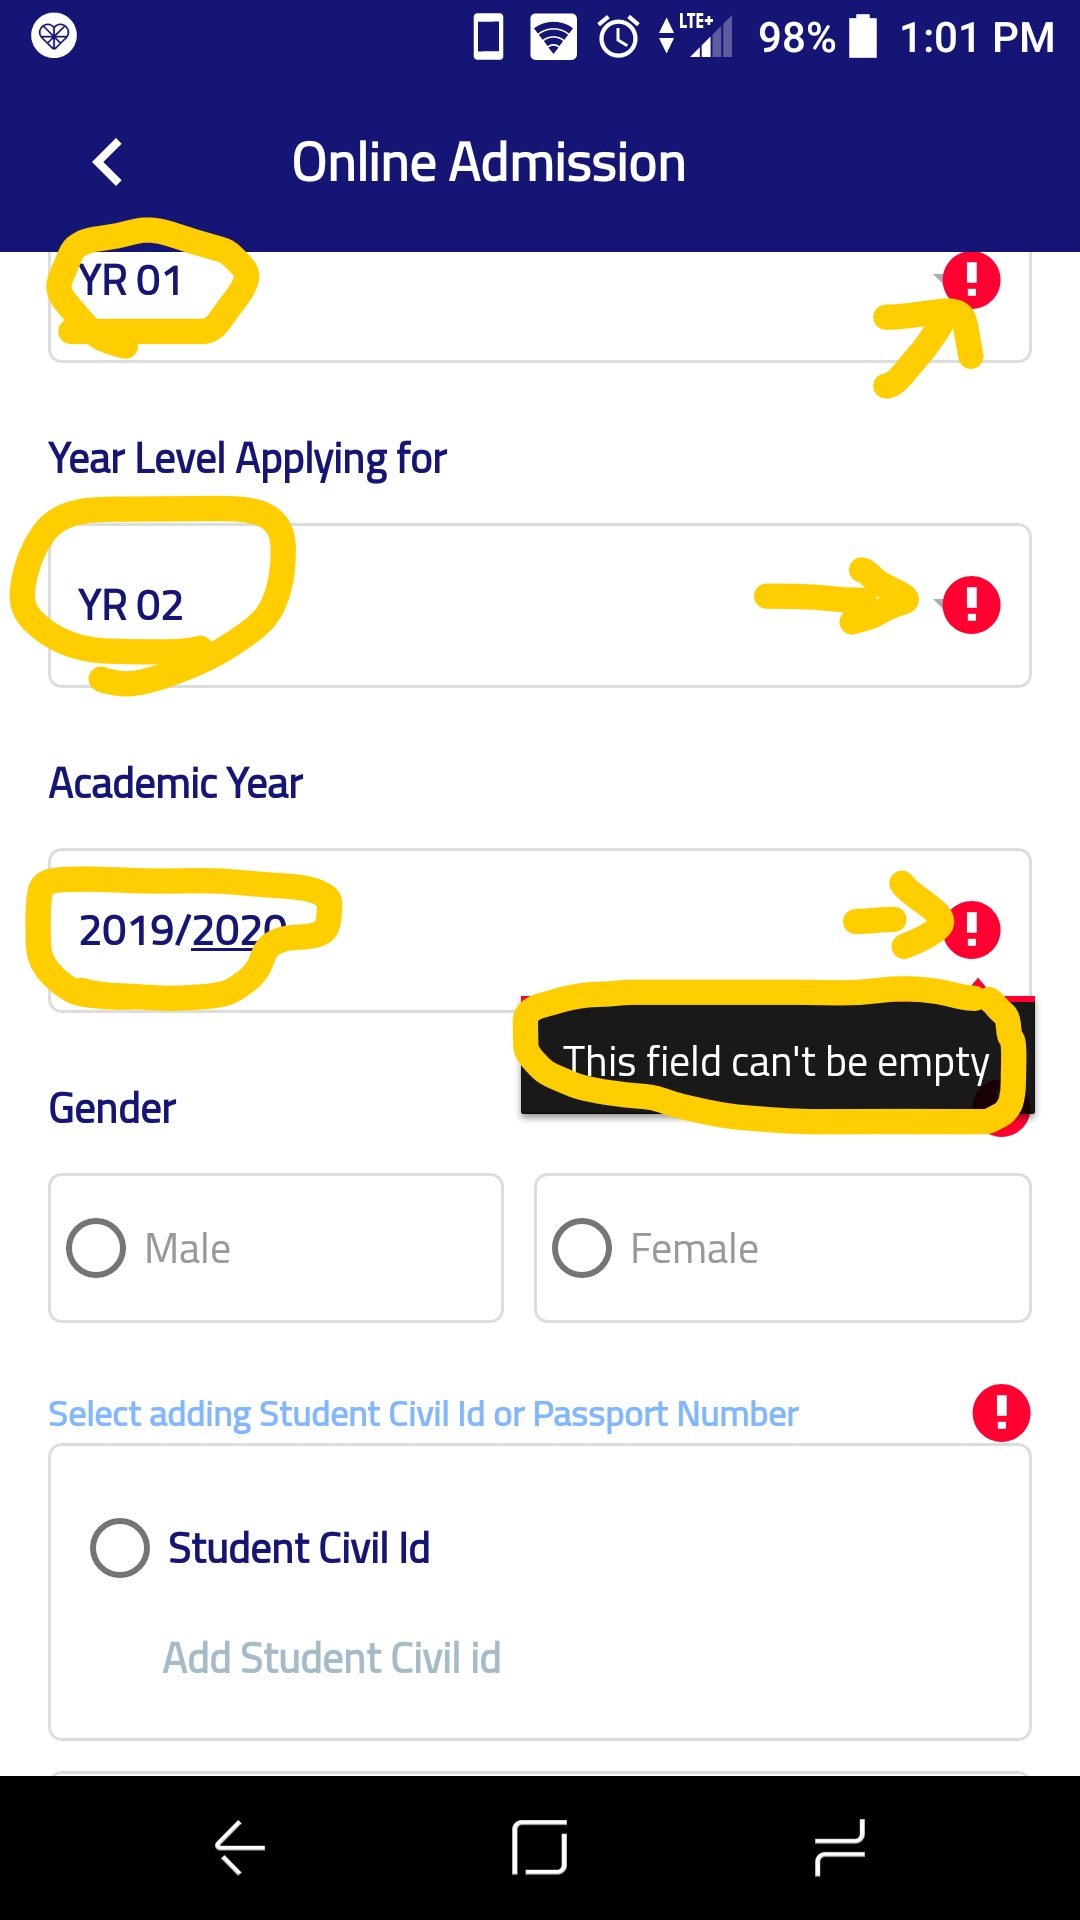 LTE+ 98% 1:01 PM
Online Admission
YR 01
Year Level Applying for
YR 02
Academic Year
2019/2020
This field can't be empty
Gender
Male Female
Select adding Student Civil Id or Passport Number
Student Civil Id
Add Student Civil id